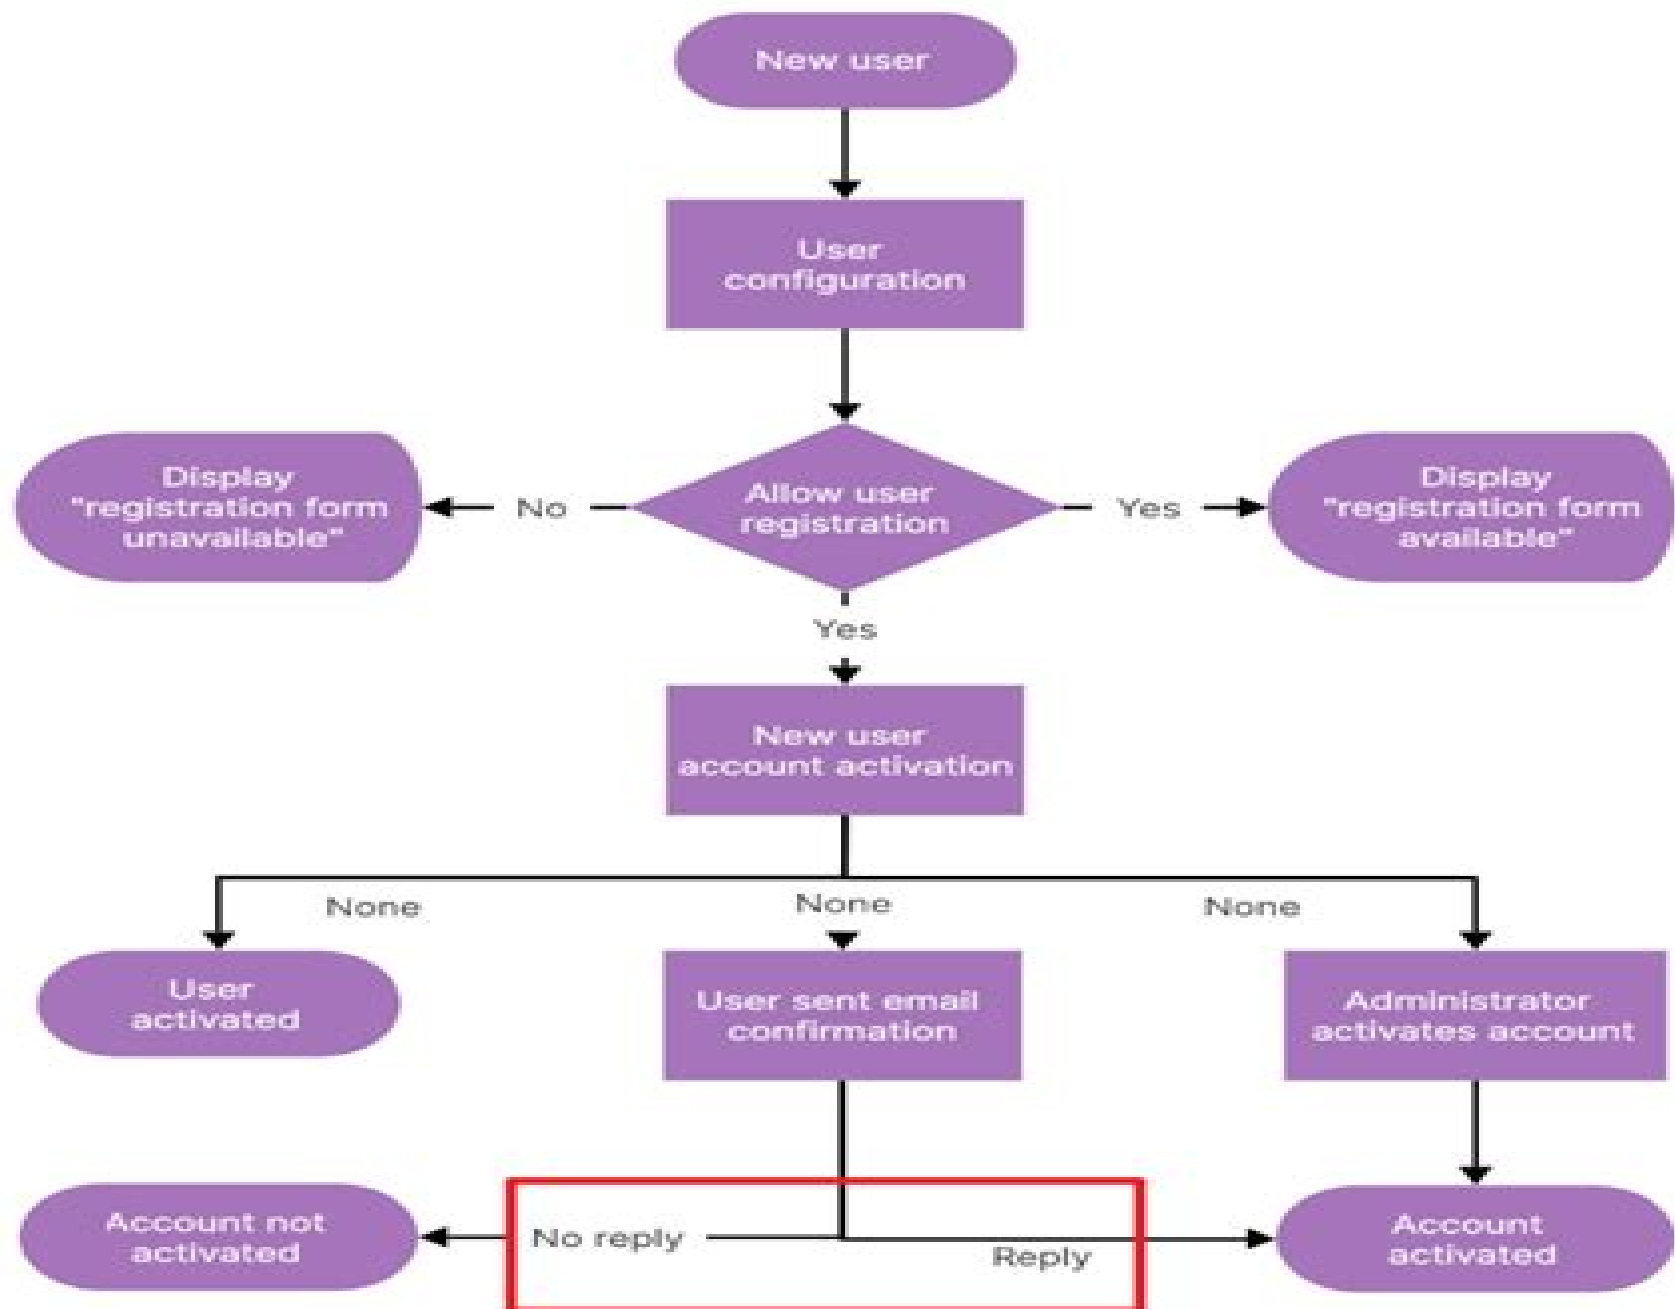 New user
User
configuration
Display
"registration form
unavailable"
No
Allow user
registration
Yes
Display
"registration form
available"
Yes
New user
account activation
None
None
None
User
activated
User sent email
confirmation
Administrator
activates account
Account not
activated
No reply
Reply
Account
activated